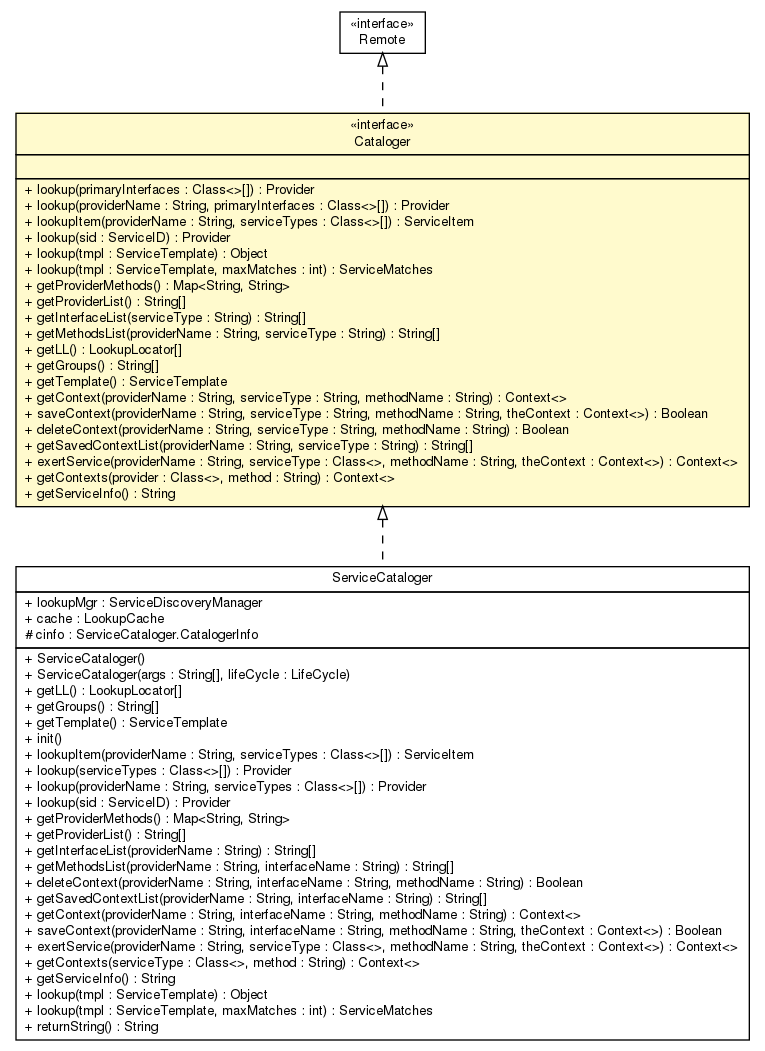 «interface»
Remote
«interface»
Cataloger
+ lookup(primaryInterfaces : Class<>[]) : Provider
+ lookup(providerName : String, primaryInterfaces : Class<>[]) : Provider
+ lookupItem(providerName : String, serviceTypes : Class<>[]) : ServiceItem
+ lookup(sid : ServiceID) : Provider
+ lookup(tmpl : ServiceTemplate) : Object
+ lookup(tmpl : ServiceTemplate, maxMatches : int) : ServiceMatches
+ getProviderMethods() : Map<String, String>
+ getProviderList() : String[]
+ getInterfaceList(serviceType : String) : String[]
+ getMethodsList(providerName : String, serviceType : String) : String[]
+ getLL() : LookupLocator[]
+ getGroups() : String[]
+ getTemplate() : ServiceTemplate
+ getContext(providerName : String, serviceType : String, methodName : String) : Context<>
+ saveContext(providerName : String, serviceType : String, methodName : String, theContext : Context<>) : Boolean
+ deleteContext(providerName : String, serviceType : String, methodName : String) : Boolean
+ getSavedContextList(providerName : String, serviceType : String) : String[]
+ exertService(providerName : String, serviceType : Class<>, methodName : String, theContext : Context<>) : Context<>
+ getContexts(provider : Class<>, method : String) : Context<>
+ getServiceInfo() : String
ServiceCataloger
+ lookupMgr : ServiceDiscoveryManager
+ cache : LookupCache
# cinfo : ServiceCataloger.CatalogerInfo
+ ServiceCataloger()
+ ServiceCataloger(args : String[], lifeCycle : LifeCycle)
+ getLL() : LookupLocator[]
+ getGroups() : String[]
+ getTemplate() : ServiceTemplate
+ init()
+ lookupItem(providerName : String, serviceTypes : Class<>[]) : ServiceItem
+ lookup(serviceTypes : Class<>[]) : Provider
+ lookup(providerName : String, serviceTypes : Class<>[]) : Provider
+ lookup(sid : ServiceID) : Provider
+ getProviderMethods() : Map<String, String>
+ getProviderList() : String[]
+ getInterfaceList(providerName : String) : String[]
+ getMethodsList(providerName : String, interfaceName : String) : String[]
+ deleteContext(providerName : String, interfaceName : String, methodName : String) : Boolean
+ getSavedContextList(providerName : String, interfaceName : String) : String[]
+ getContext(providerName : String, interfaceName : String, methodName : String) : Context<>
+ saveContext(providerName : String, interfaceName : String, methodName : String, theContext : Context<>) : Boolean
+ exertService(providerName : String, serviceType : Class<>, methodName : String, theContext : Context<>) : Context<>
+ getContexts(serviceType : Class<>, method : String) : Context<>
+ getServiceInfo() : String
+ lookup(tmpl : ServiceTemplate) : Object
+ lookup(tmpl : ServiceTemplate, maxMatches : int) : ServiceMatches
+ returnString() : String